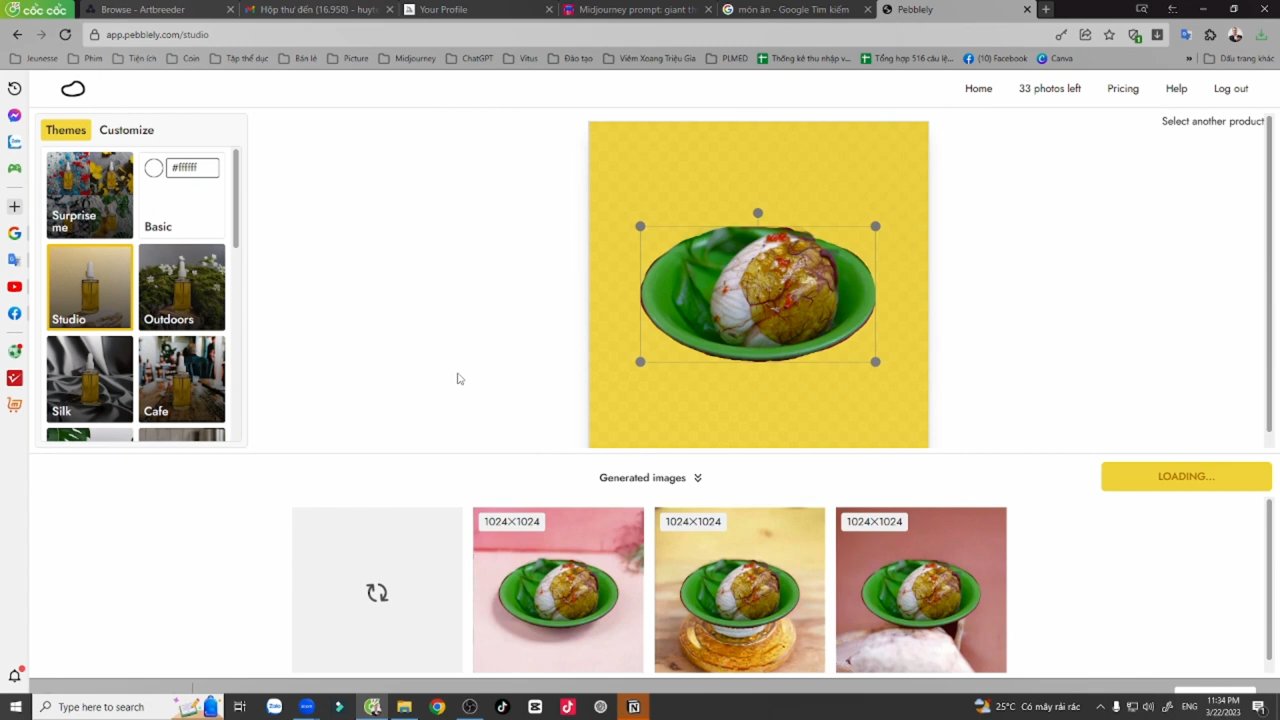 cốc cốc
Browse - Artbreeder
Hộp thư đến (16.958) - huyte
Your Profile
Midjourney prompt: giant th
món ăn - Google Tìm kiếm
Pebblely
app.pebblely.com/studio
Jeunesse
Phim
Tiện ích
Coin
Tập thể dục
Bán lẻ
Picture
Midjourney
ChatGPT
Vitus
Đào tạo
Viêm Xoang Triệu Gia
PLMED
Thống kê thu nhập v...
Tổng hợp 516 câu lệ...
(10) Facebook
Canva
»
Dấu trang khác
Home
33 photos left
Pricing
Help
Log out
Themes
Customize
Select another product
Surprise
me
#ffffff
Basic
Studio
Outdoors
Silk
Cafe
Generated images
LOADING...
1024×1024
1024×1024
1024×1024
Type here to search
25°C Có mây rải rác
ENG
11:34 PM
3/22/2023